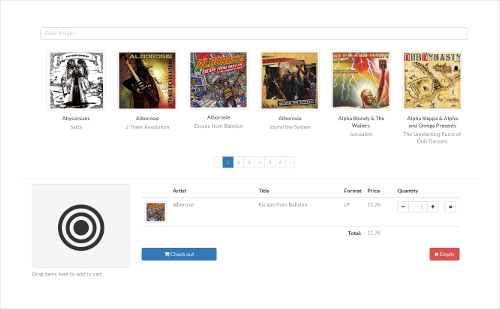 Filter Results
Abyssinians
Satta
Alborosie
2 Times Revolution
Alborosie
Escape from Babylon
Alborosie
Sound the System
Alpha Blondy & The
Wailers
Jerusalem
Alpha Steppa & Alpha
and Omega Presents
The Unrelenting Force of
Dub Dynasty
1 2 3 4 5 6
Artist Title Format Price Quantity
Alborosie Escape from Babylon LP 11.76 1
Total: 11.76
Check out
Empty
Drag items here to add to cart.